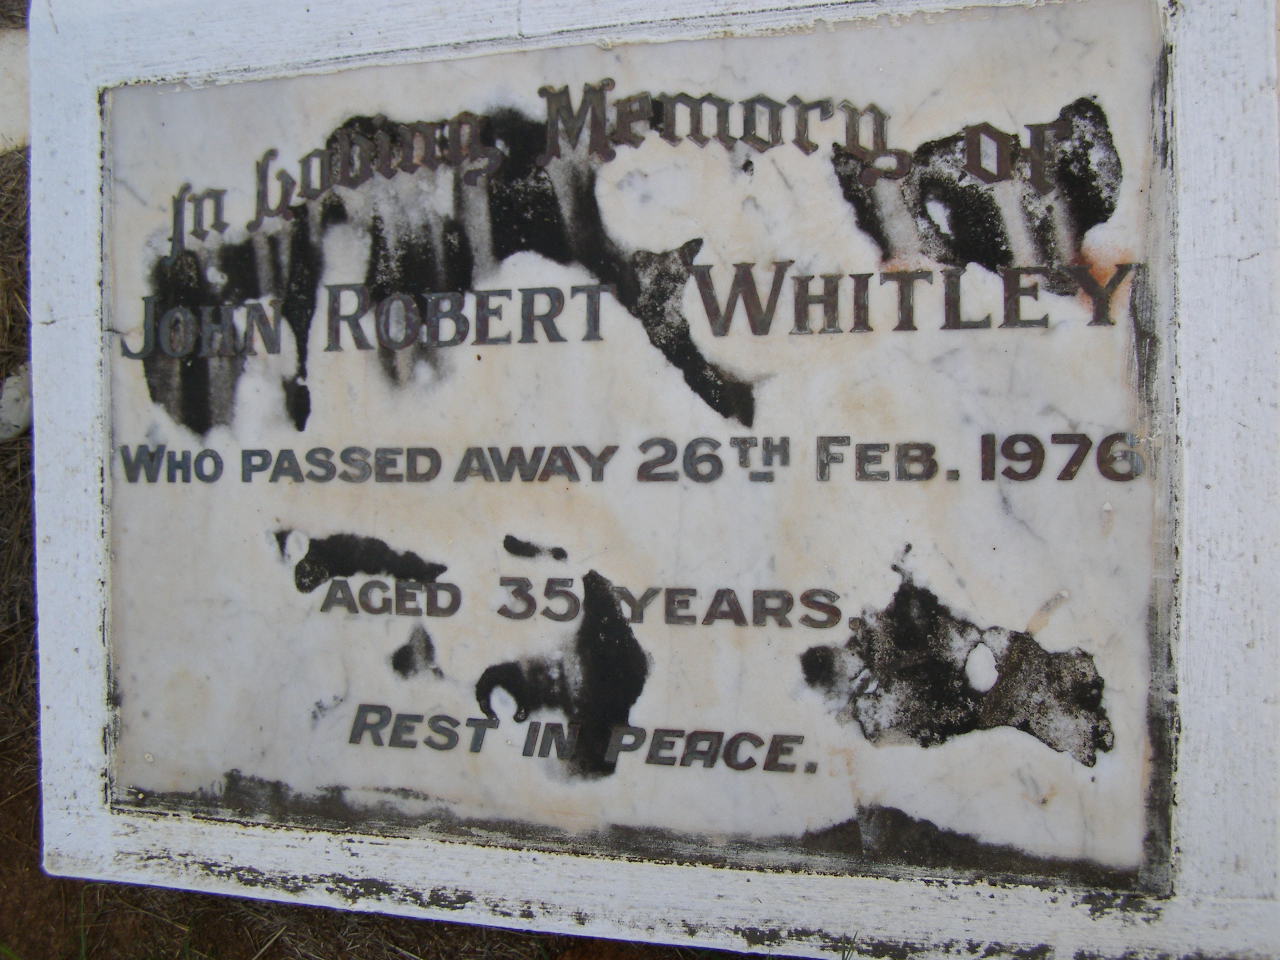 In Loving Memory of
JOHN ROBERT WHITLEY
WHO PASSED AWAY 26TH FEB. 1976
AGED 35 YEARS.
REST IN PEACE.